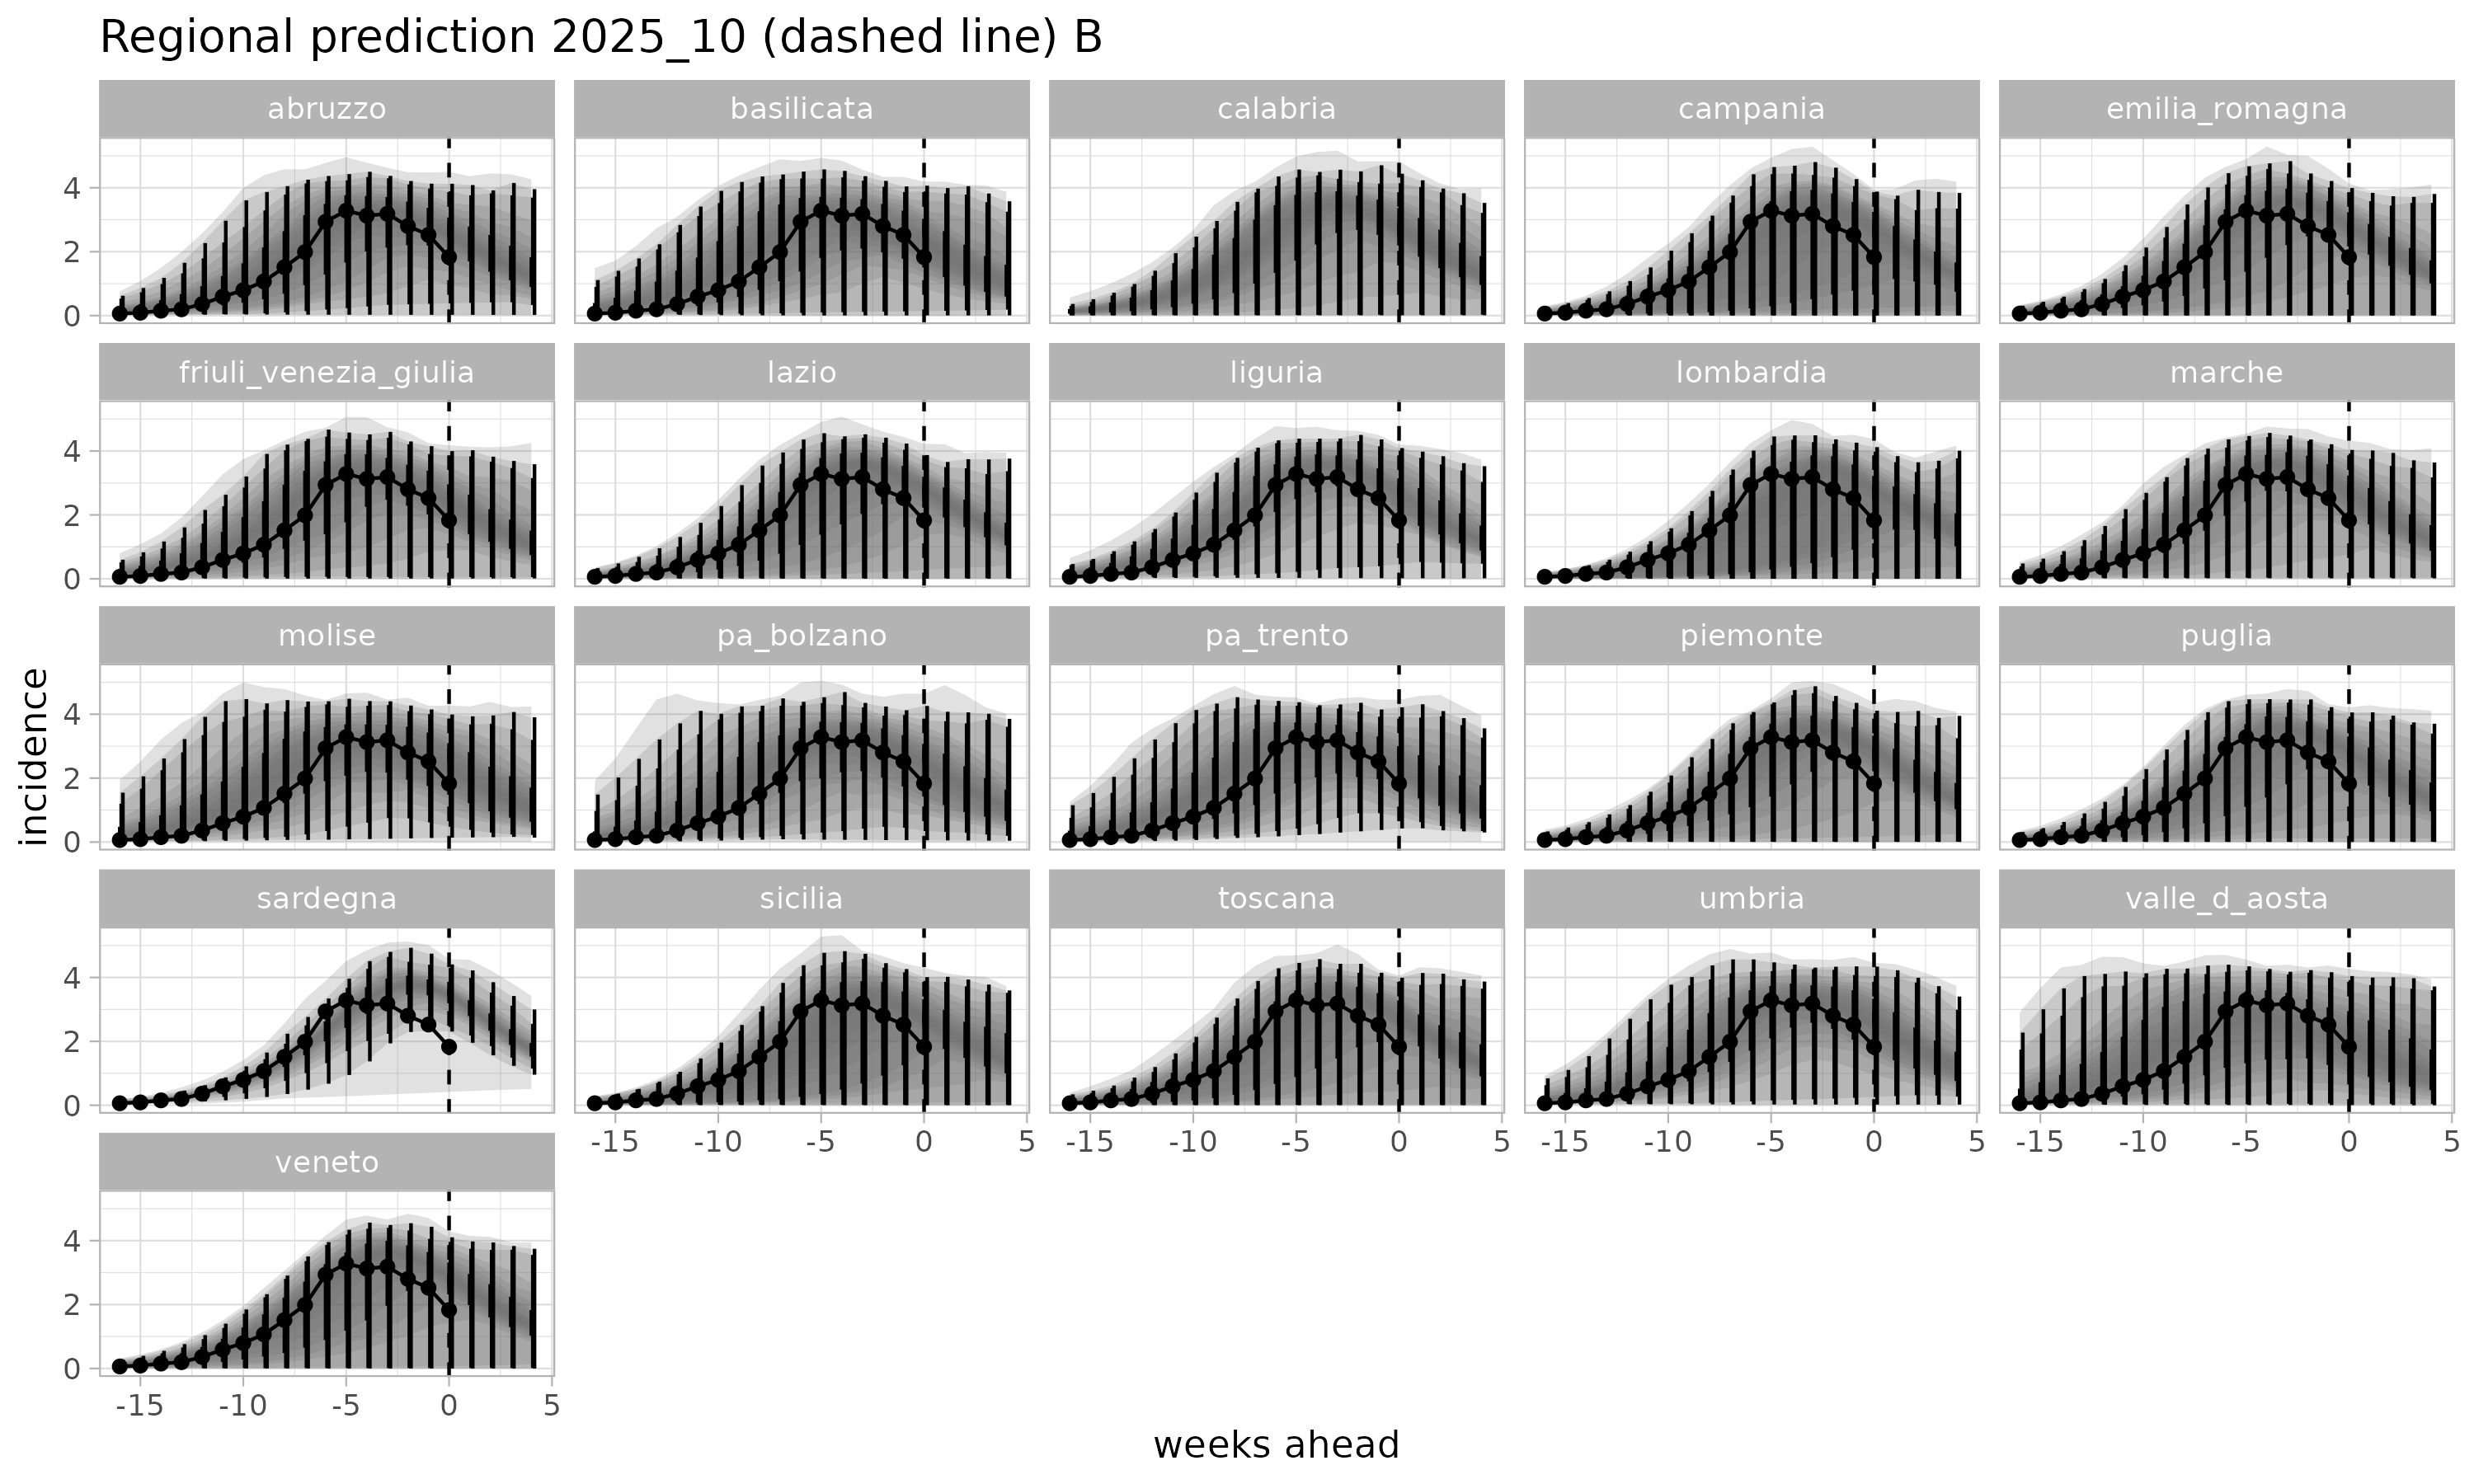 Regional prediction 2025_10 (dashed line) B
abruzzo basilicata calabria campania emilia_romagna
4
2
0
friuli_venezia_giulia lazio liguria lombardia marche
4
2
0
molise pa_bolzano pa_trento piemonte puglia
4
2
0
incidence
sardegna sicilia toscana umbria valle_d_aosta
4
2
0
-15 -10 -5 0 5 -15 -10 -5 0 5 -15 -10 -5 0 5 -15 -10 -5 0 5
veneto
4
2
0
-15 -10 -5 0 5
weeks ahead